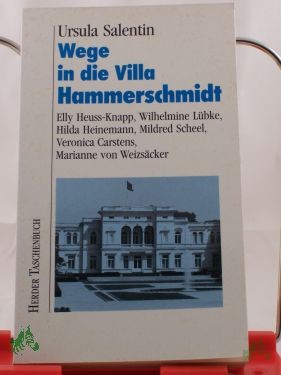 Ursula Salentin
Wege
in die Villa
Hammerschmidt
Elly Heuss-Knapp, Wilhelmine Lübke,
Hilda Heinemann, Mildred Scheel,
Veronica Carstens,
Marianne von Weizsäcker
HERDER TASCHENBUCH